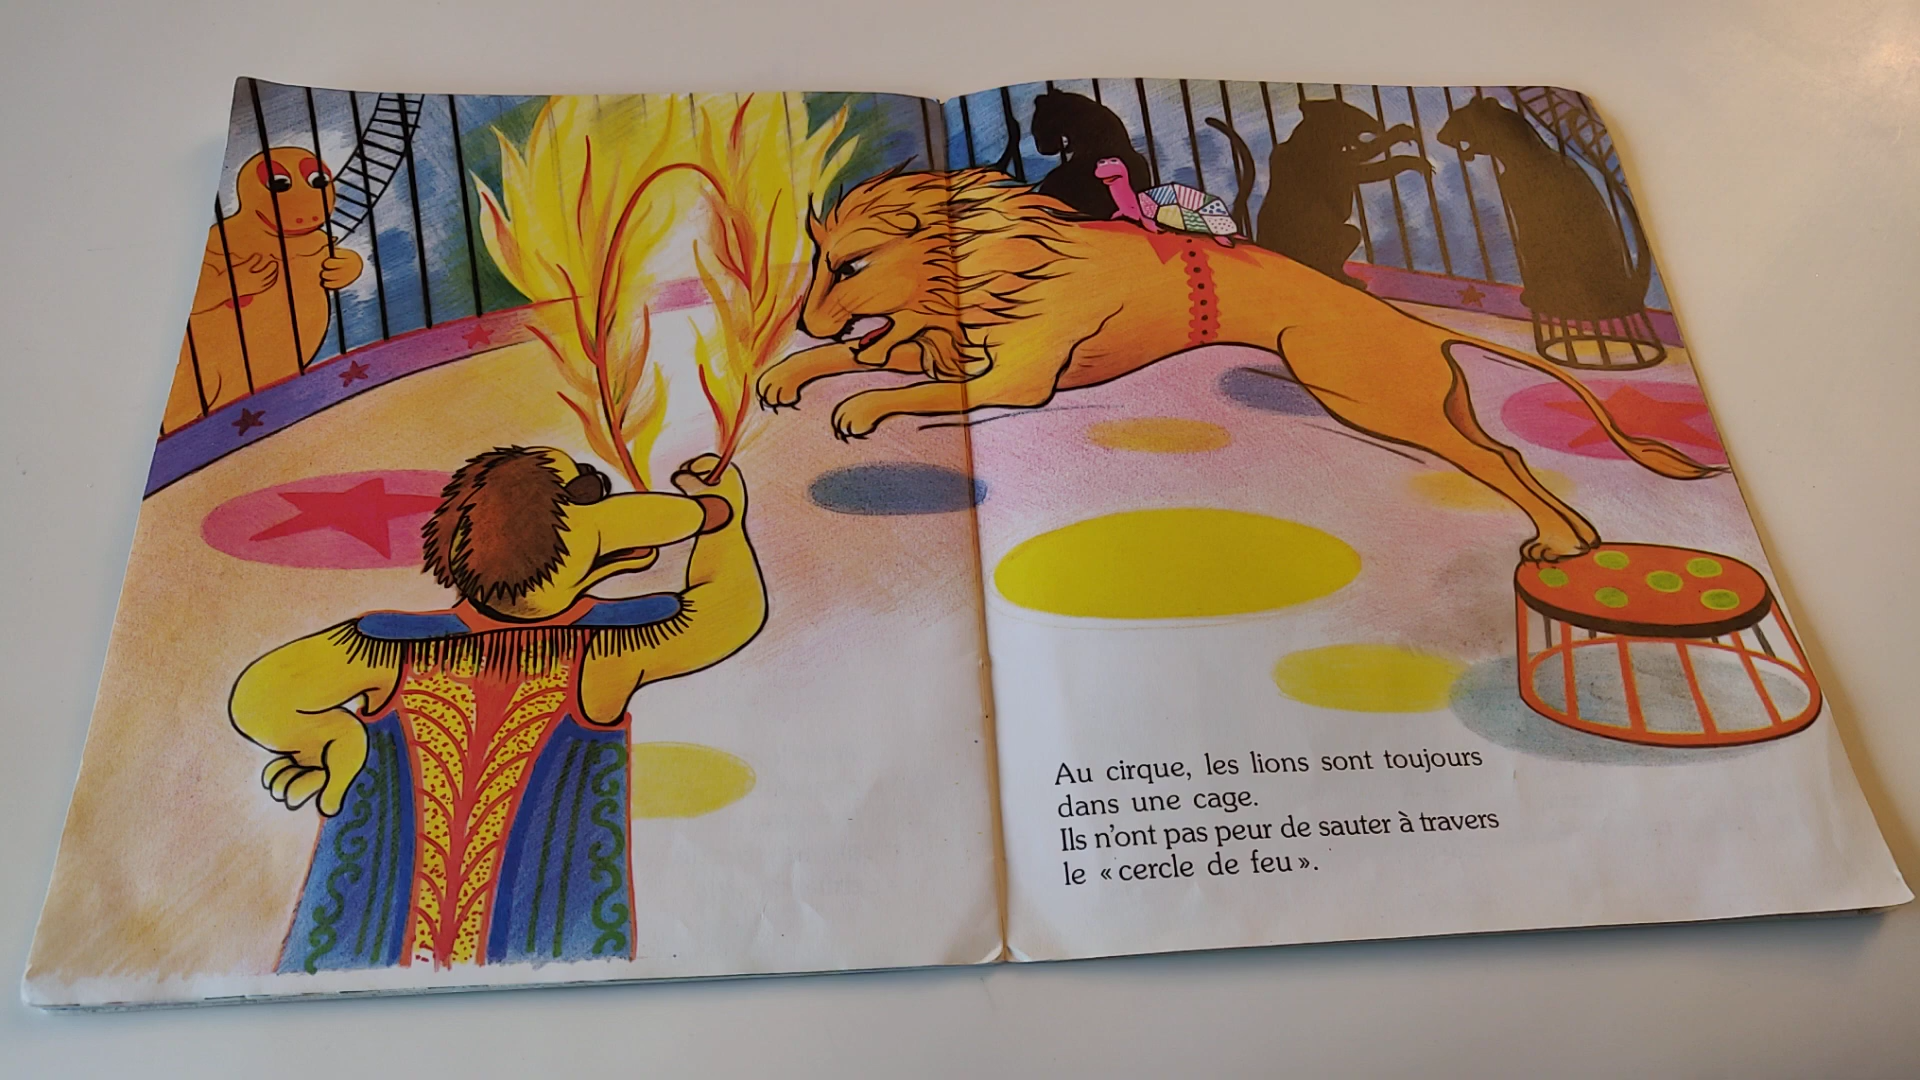 Au cirque, les lions sont toujours
dans une cage.
Ils n'ont pas peur de sauter à travers
le « cercle de feu ».